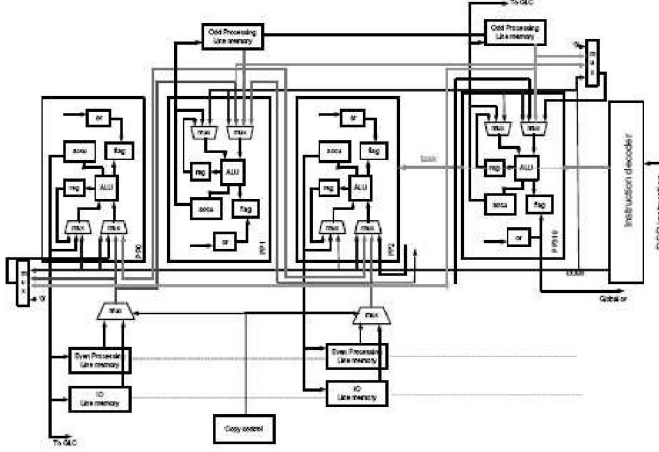 To GLC
Odd Processing
Line memory
Odd Processing
Line memory
'0'
mux
or
accu
flag
reg
ALU
mux
mux
PP0
mux
mux
reg
ALU
accu
flag
or
PP1
or
accu
flag
reg
ALU
mux
mux
PP2
mux
mux
reg
ALU
accu
flag
or
PP319
Instruction decoder
mux
'0'
Global or
mux
mux
Even Processing
Line memory
IO
Line memory
Even Processing
Line memory
IO
Line memory
Copy control
To GLC